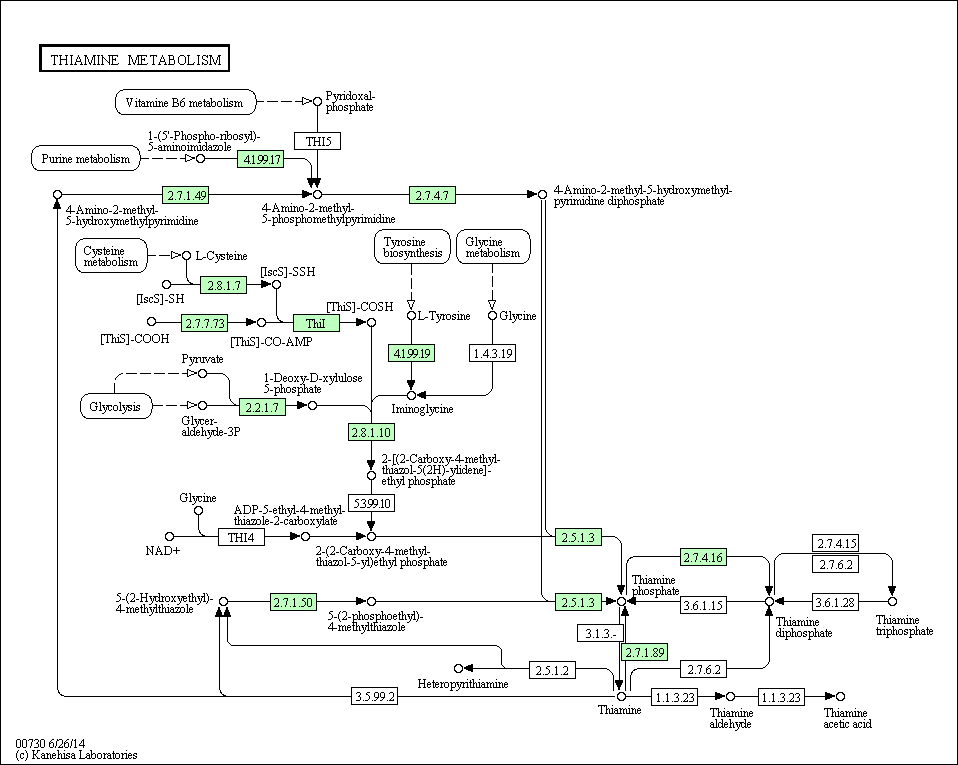 THIAMINE METABOLISM
Vitamine B6 metabolism
Pyridoxal-
phosphate
THI5
1-(5'-Phospho-ribosyl)-
5-aminoimidazole
Purine metabolism
4.1.99.17
2.7.1.49
2.7.4.7
4-Amino-2-methyl-
5-hydroxymethylpyrimidine
4-Amino-2-methyl-
5-phosphomethylpyrimidine
4-Amino-2-methyl-5-hydroxymethyl-
pyrimidine diphosphate
Cysteine
metabolism
L-Cysteine
Tyrosine
biosynthesis
Glycine
metabolism
[IscS]-SSH
2.8.1.7
[IscS]-SH
[ThiS]-COSH
L-Tyrosine
Glycine
2.7.7.73
ThiI
[ThiS]-COOH
[ThiS]-CO-AMP
4.1.99.19
1.4.3.19
Pyruvate
1-Deoxy-D-xylulose
5-phosphate
Glycolysis
2.2.1.7
Iminoglycine
Glycer-
aldehyde-3P
2.8.1.10
2-[(2-Carboxy-4-methyl-
thiazol-5(2H)-ylidene]-
ethyl phosphate
Glycine
5.3.99.10
ADP-5-ethyl-4-methyl-
thiazole-2-carboxylate
THI4
NAD+
2-(2-Carboxy-4-methyl-
thiazol-5-yl)ethyl phosphate
2.5.1.3
2.7.4.15
2.7.4.16
2.7.6.2
Thiamine
phosphate
5-(2-Hydroxyethyl)-
4-methylthiazole
2.7.1.50
2.5.1.3
3.6.1.15
3.6.1.28
5-(2-phosphoethyl)-
4-methylthiazole
Thiamine
diphosphate
Thiamine
triphosphate
3.1.3.-
2.7.1.89
2.5.1.2
2.7.6.2
Heteropyrithiamine
3.5.99.2
1.1.3.23
1.1.3.23
Thiamine
Thiamine
aldehyde
Thiamine
acetic acid
00730 6/26/14
(c) Kanehisa Laboratories